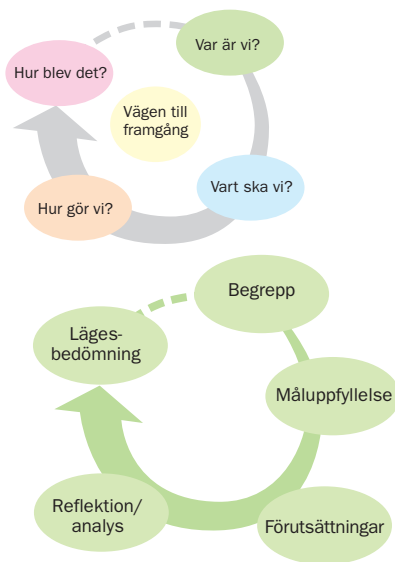 Var är vi?
Hur blev det?
Vägen till
framgång
Vart ska vi?
Hur gör vi?
Begrepp
Läges-
bedömning
Måluppfyllelse
Reflektion/
analys
Förutsättningar